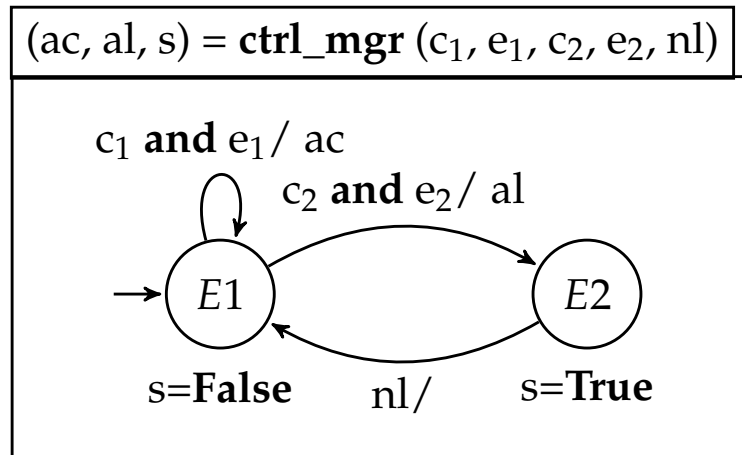 (ac, al, s) = ctrl_mgr (c₁, e₁, c₂, e₂, nl)
c₁ and e₁/ ac
c₂ and e₂/ al
E1
E2
s=False
nl/
s=True